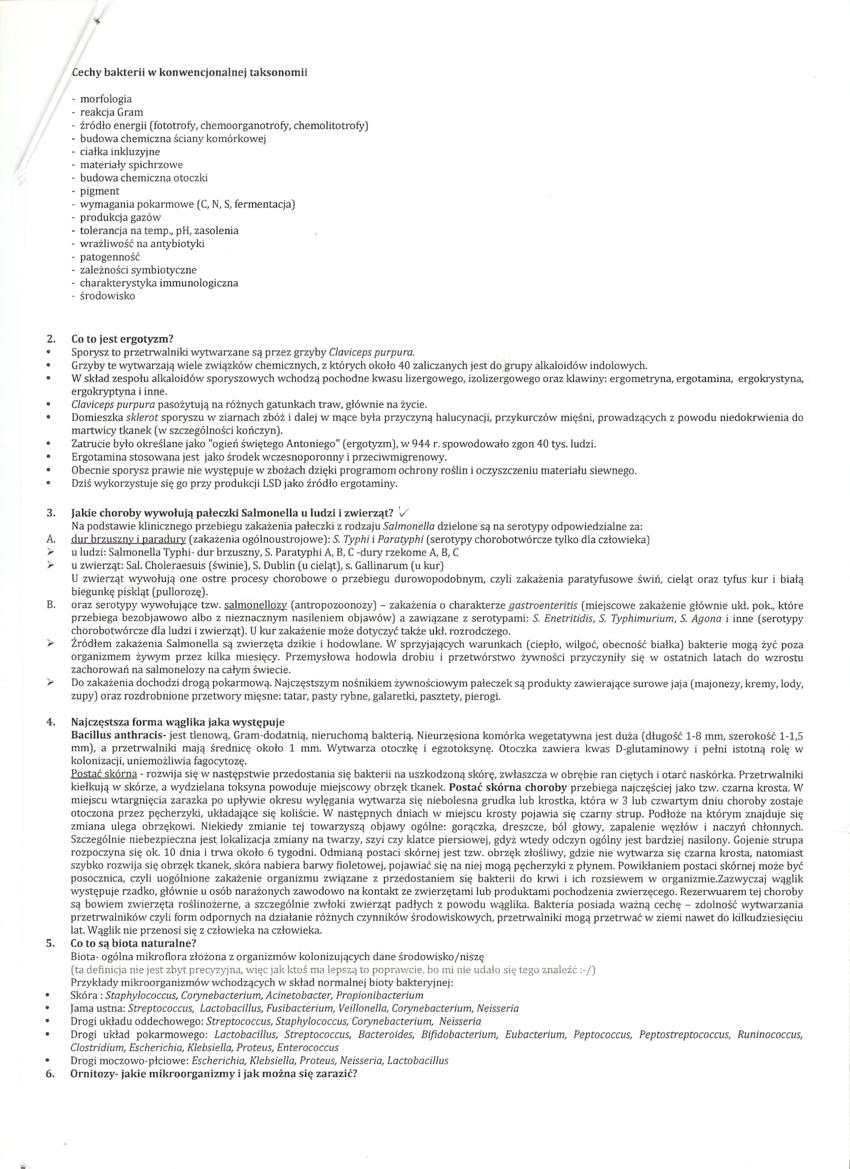 Cechy bakterii w konwencjonalnej taksonomii
- morfologia
- reakcja Gram
- źródło energii (fototrofy, chemoorganotrofy, chemolitotrofy)
- budowa chemiczna ściany komórkowej
- ciałka inkluzyjne
- materiały spichrzowe
- budowa chemiczna otoczki
- pigment
- wymagania pokarmowe (C, N, S, fermentacja)
- produkcja gazów
- tolerancja na temp., pH, zasolenia
- wrażliwość na antybiotyki
- patogenność
- zależności symbiotyczne
- charakterystyka immunologiczna
- środowisko
2. Co to jest ergotyzm?
• Sporysz to przetrwalniki wytwarzane są przez grzyby Claviceps purpura.
• Grzyby te wytwarzają wiele związków chemicznych, z których około 40 zaliczanych jest do grupy alkaloidów indolowych.
• W skład zespołu alkaloidów sporyszowych wchodzą pochodne kwasu lizergowego, izolizergowego oraz klawiny: ergometryna, ergotamina, ergokrystyna,
ergokryptyna i inne.
• Claviceps purpura pasożytują na różnych gatunkach traw, głównie na życie.
• Domieszka sklerot sporyszu w ziarnach zbóż i dalej w mące była przyczyną halucynacji, przykurczów mięśni, prowadzących z powodu niedokrwienia do
martwicy tkanek (w szczególności kończyn).
• Zatrucie było określane jako "ogień świętego Antoniego" (ergotyzm), w 944 r. spowodowało zgon 40 tys. ludzi.
• Ergotamina stosowana jest jako środek wczesnoporonny i przeciwmigrenowy.
• Obecnie sporysz prawie nie występuje w zbożach dzięki programom ochrony roślin i oczyszczeniu materiału siewnego.
• Dziś wykorzystuje się go przy produkcji LSD jako źródło ergotaminy.
3. Jakie choroby wywołują pałeczki Salmonella u ludzi i zwierząt? ✓
Na podstawie klinicznego przebiegu zakażenia pałeczki z rodzaju Salmonella dzielone są na serotypy odpowiedzialne za:
A. dur brzuszny i paradury (zakażenia ogólnoustrojowe): S. Typhi i Paratyphi (serotypy chorobotwórcze tylko dla człowieka)
➢ u ludzi: Salmonella Typhi- dur brzuszny, S. Paratyphi A, B, C -dury rzekome A, B, C
➢ u zwierząt: Sal. Choleraesuis (świnie), S. Dublin (u cieląt), s. Gallinarum (u kur)
U zwierząt wywołują one ostre procesy chorobowe o przebiegu durowopodobnym, czyli zakażenia paratyfusowe świń, cieląt oraz tyfus kur i białą
biegunkę piskląt (pullorozę).
B. oraz serotypy wywołujące tzw. salmonellozy (antropozoonozy) – zakażenia o charakterze gastroenteritis (miejscowe zakażenie głównie ukł. pok., które
przebiega bezobjawowo albo z nieznacznym nasileniem objawów) a zawiązane z serotypami: S. Enetritidis, S. Typhimurium, S. Agona i inne (serotypy
chorobotwórcze dla ludzi i zwierząt). U kur zakażenie może dotyczyć także ukł. rozrodczego.
➢ Źródłem zakażenia Salmonella są zwierzęta dzikie i hodowlane. W sprzyjających warunkach (ciepło, wilgoć, obecność białka) bakterie mogą żyć poza
organizmem żywym przez kilka miesięcy. Przemysłowa hodowla drobiu i przetwórstwo żywności przyczyniły się w ostatnich latach do wzrostu
zachorowań na salmonelozy na całym świecie.
➢ Do zakażenia dochodzi drogą pokarmową. Najczęstszym nośnikiem żywnościowym pałeczek są produkty zawierające surowe jaja (majonezy, kremy, lody,
zupy) oraz rozdrobnione przetwory mięsne: tatar, pasty rybne, galaretki, pasztety, pierogi.
4. Najczęstsza forma wąglika jaka występuje
Bacillus anthracis- jest tlenową, Gram-dodatnią, nieruchomą bakterią. Nieurzęsiona komórka wegetatywna jest duża (długość 1-8 mm, szerokość 1-1,5
mm), a przetrwalniki mają średnicę około 1 mm. Wytwarza otoczkę i egzotoksynę. Otoczka zawiera kwas D-glutaminowy i pełni istotną rolę w
kolonizacji, uniemożliwia fagocytozę.
Postać skórna - rozwija się w następstwie przedostania się bakterii na uszkodzoną skórę, zwłaszcza w obrębie ran ciętych i otarć naskórka. Przetrwalniki
kiełkują w skórze, a wydzielana toksyna powoduje miejscowy obrzęk tkanek. Postać skórna choroby przebiega najczęściej jako tzw. czarna krosta. W
miejscu wtargnięcia zarazka po upływie okresu wylęgania wytwarza się niebolesna grudka lub krostka, która w 3 lub czwartym dniu choroby zostaje
otoczona przez pęcherzyki, układające się koliście. W następnych dniach w miejscu krosty pojawia się czarny strup. Podłoże na którym znajduje się
zmiana ulega obrzękowi. Niekiedy zmianie tej towarzyszą objawy ogólne: gorączka, dreszcze, ból głowy, zapalenie węzłów i naczyń chłonnych.
Szczególnie niebezpieczna jest lokalizacja zmiany na twarzy, szyi czy klatce piersiowej, gdyż wtedy odczyn ogólny jest bardziej nasilony. Gojenie strupa
rozpoczyna się ok. 10 dnia i trwa około 6 tygodni. Odmianą postaci skórnej jest tzw. obrzęk złośliwy, gdzie nie wytwarza się czarna krosta, natomiast
szybko rozwija się obrzęk tkanek, skóra nabiera barwy fioletowej, pojawiać się na niej mogą pęcherzyki z płynem. Powikłaniem postaci skórnej może być
posocznica, czyli uogólnione zakażenie organizmu związane z przedostaniem się bakterii do krwi i ich rozsiewem w organizmie.Zazwyczaj wąglik
występuje rzadko, głównie u osób narażonych zawodowo na kontakt ze zwierzętami lub produktami pochodzenia zwierzęcego. Rezerwuarem tej choroby
są bowiem zwierzęta roślinożerne, a szczególnie zwłoki zwierząt padłych z powodu wąglika. Bakteria posiada ważną cechę – zdolność wytwarzania
przetrwalników czyli form odpornych na działanie różnych czynników środowiskowych, przetrwalniki mogą przetrwać w ziemi nawet do kilkudziesięciu
lat. Wąglik nie przenosi się z człowieka na człowieka.
5. Co to są biota naturalne?
Biota- ogólna mikroflora złożona z organizmów kolonizujących dane środowisko/niszę
(ta definicja nie jest zbyt precyzyjna, więc jak ktoś ma lepszą to poprawcie, bo mi nie udało się tego znaleźć :-/)
Przykłady mikroorganizmów wchodzących w skład normalnej bioty bakteryjnej:
• Skóra : Staphylococcus, Corynebacterium, Acinetobacter, Propionibacterium
• Jama ustna: Streptococcus, Lactobacillus, Fusibacterium, Veillonella, Corynebacterium, Neisseria
• Drogi układu oddechowego: Streptococcus, Staphylococcus, Corynebacterium, Neisseria
• Drogi układ pokarmowego: Lactobacillus, Streptococcus, Bacteroides, Bifidobacterium, Eubacterium, Peptococcus, Peptostreptococcus, Runinococcus,
Clostridium, Escherichia, Klebsiella, Proteus, Enterococcus
• Drogi moczowo-płciowe: Escherichia, Klebsiella, Proteus, Neisseria, Lactobacillus
6. Ornitozy- jakie mikroorganizmy i jak można się zarazić?